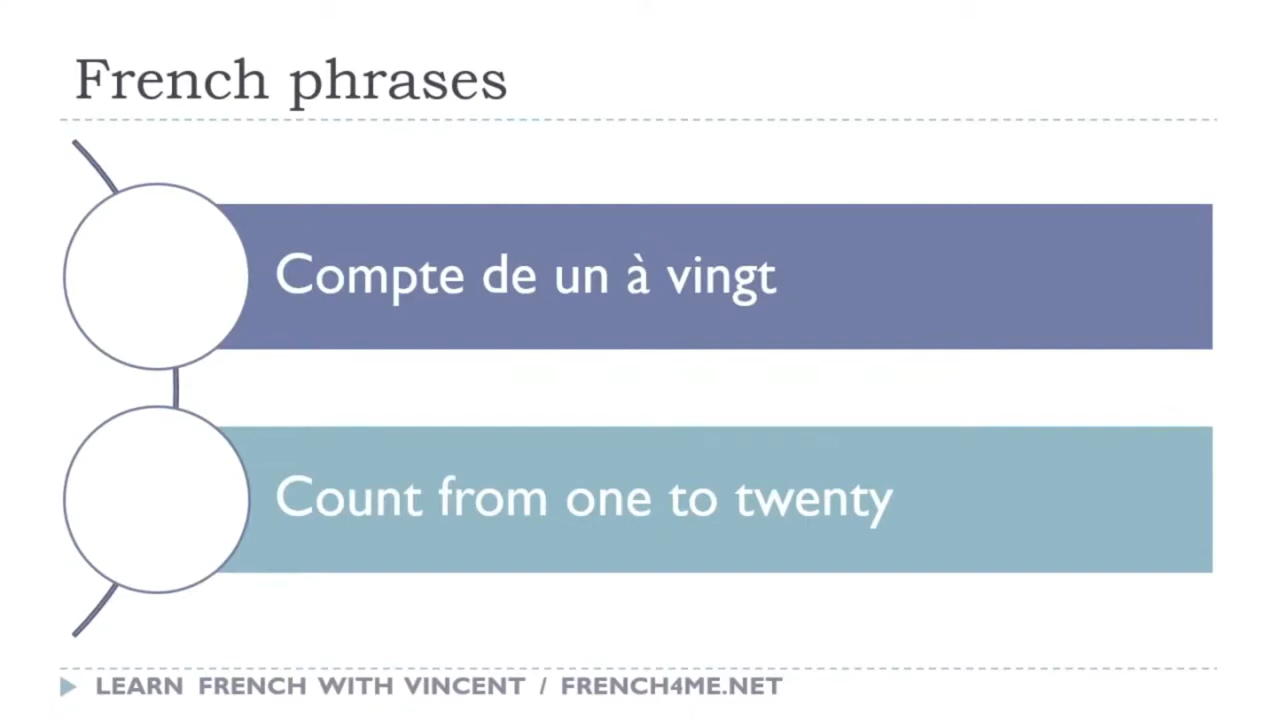 French phrases
Compte de un à vingt
Count from one to twenty
LEARN FRENCH WITH VINCENT / FRENCH4ME.NET